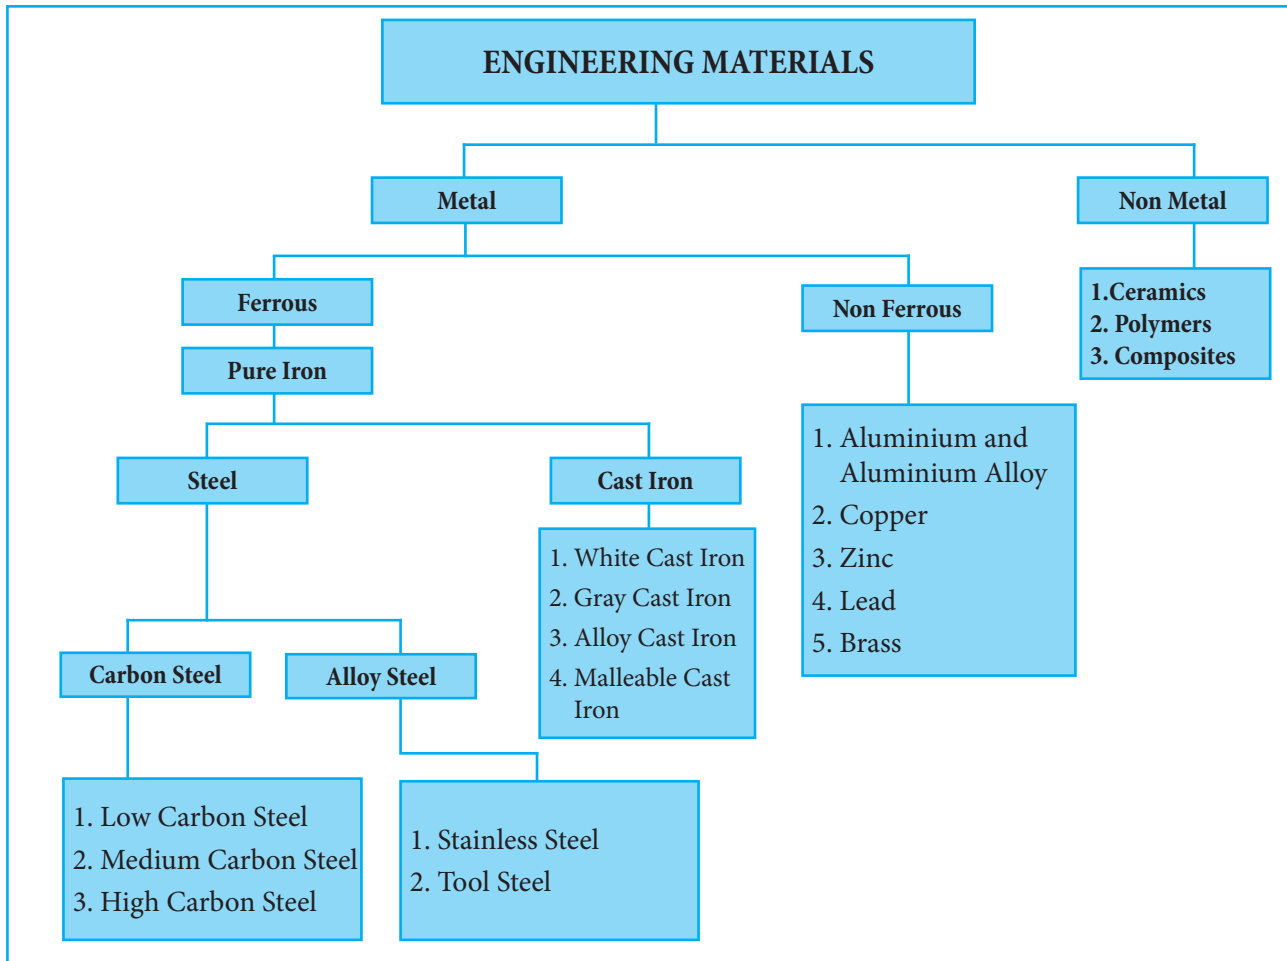 ENGINEERING MATERIALS
Metal
Non Metal
Ferrous
Non Ferrous
1.Ceramics
2. Polymers
3. Composites
Pure Iron
Steel
Cast Iron
1. Aluminium and
Aluminium Alloy
2. Copper
3. Zinc
4. Lead
5. Brass
1. White Cast Iron
2. Gray Cast Iron
3. Alloy Cast Iron
4. Malleable Cast
Iron
Carbon Steel
Alloy Steel
1. Low Carbon Steel
2. Medium Carbon Steel
3. High Carbon Steel
1. Stainless Steel
2. Tool Steel